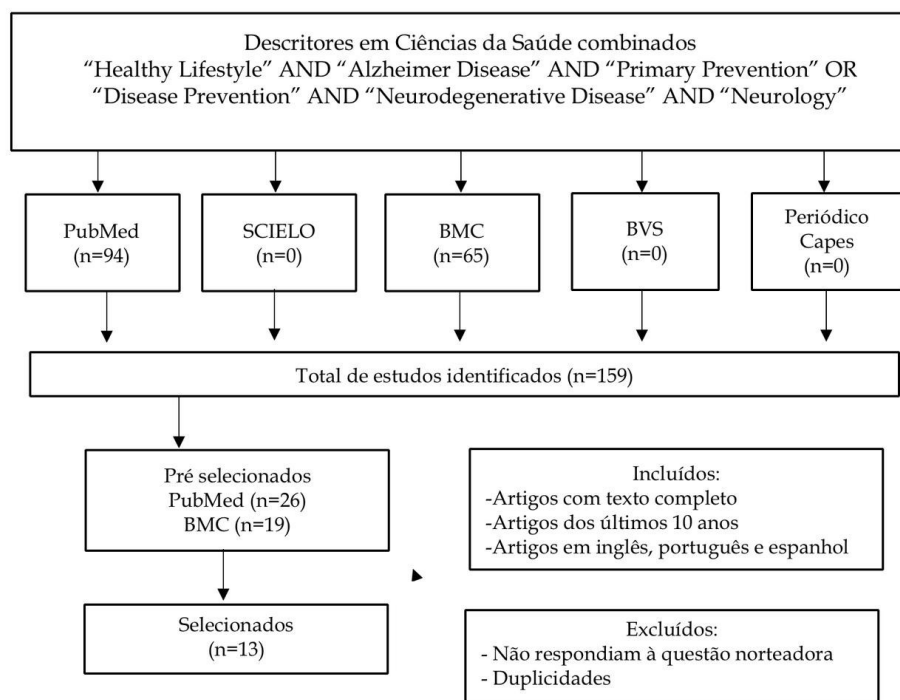 Descritores em Ciências da Saúde combinados
“Healthy Lifestyle” AND “Alzheimer Disease” AND “Primary Prevention” OR
“Disease Prevention” AND “Neurodegenerative Disease” AND “Neurology”
PubMed
(n=94)
SCIELO
(n=0)
BMC
(n=65)
BVS
(n=0)
Periódico
Capes
(n=0)
Total de estudos identificados (n=159)
Pré selecionados
PubMed (n=26)
BMC (n=19)
Incluídos:
-Artigos com texto completo
-Artigos dos últimos 10 anos
-Artigos em inglês, português e espanhol
Selecionados
(n=13)
Excluídos:
- Não respondiam à questão norteadora
- Duplicidades